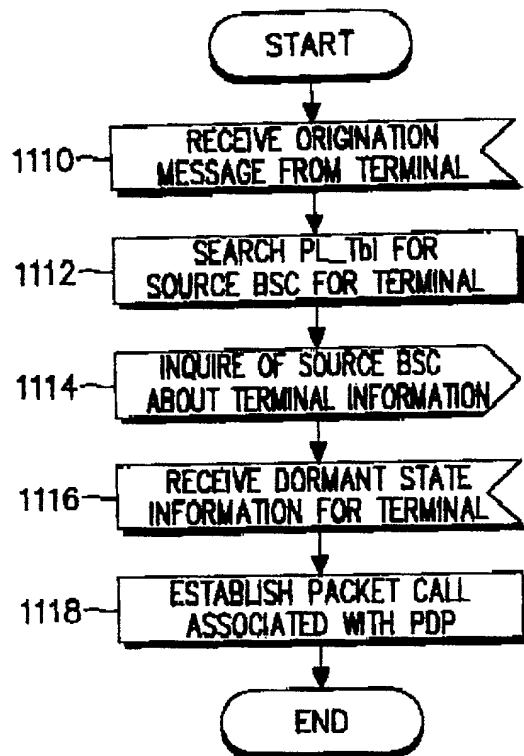 START
1110
RECEIVE ORIGINATION
MESSAGE FROM TERMINAL
1112
SEARCH PL_Tbl FOR
SOURCE BSC FOR TERMINAL
1114
INQUIRE OF SOURCE BSC
ABOUT TERMINAL INFORMATION
1116
RECEIVE DORMANT STATE
INFORMATION FOR TERMINAL
1118
ESTABLISH PACKET CALL
ASSOCIATED WITH PDP
END